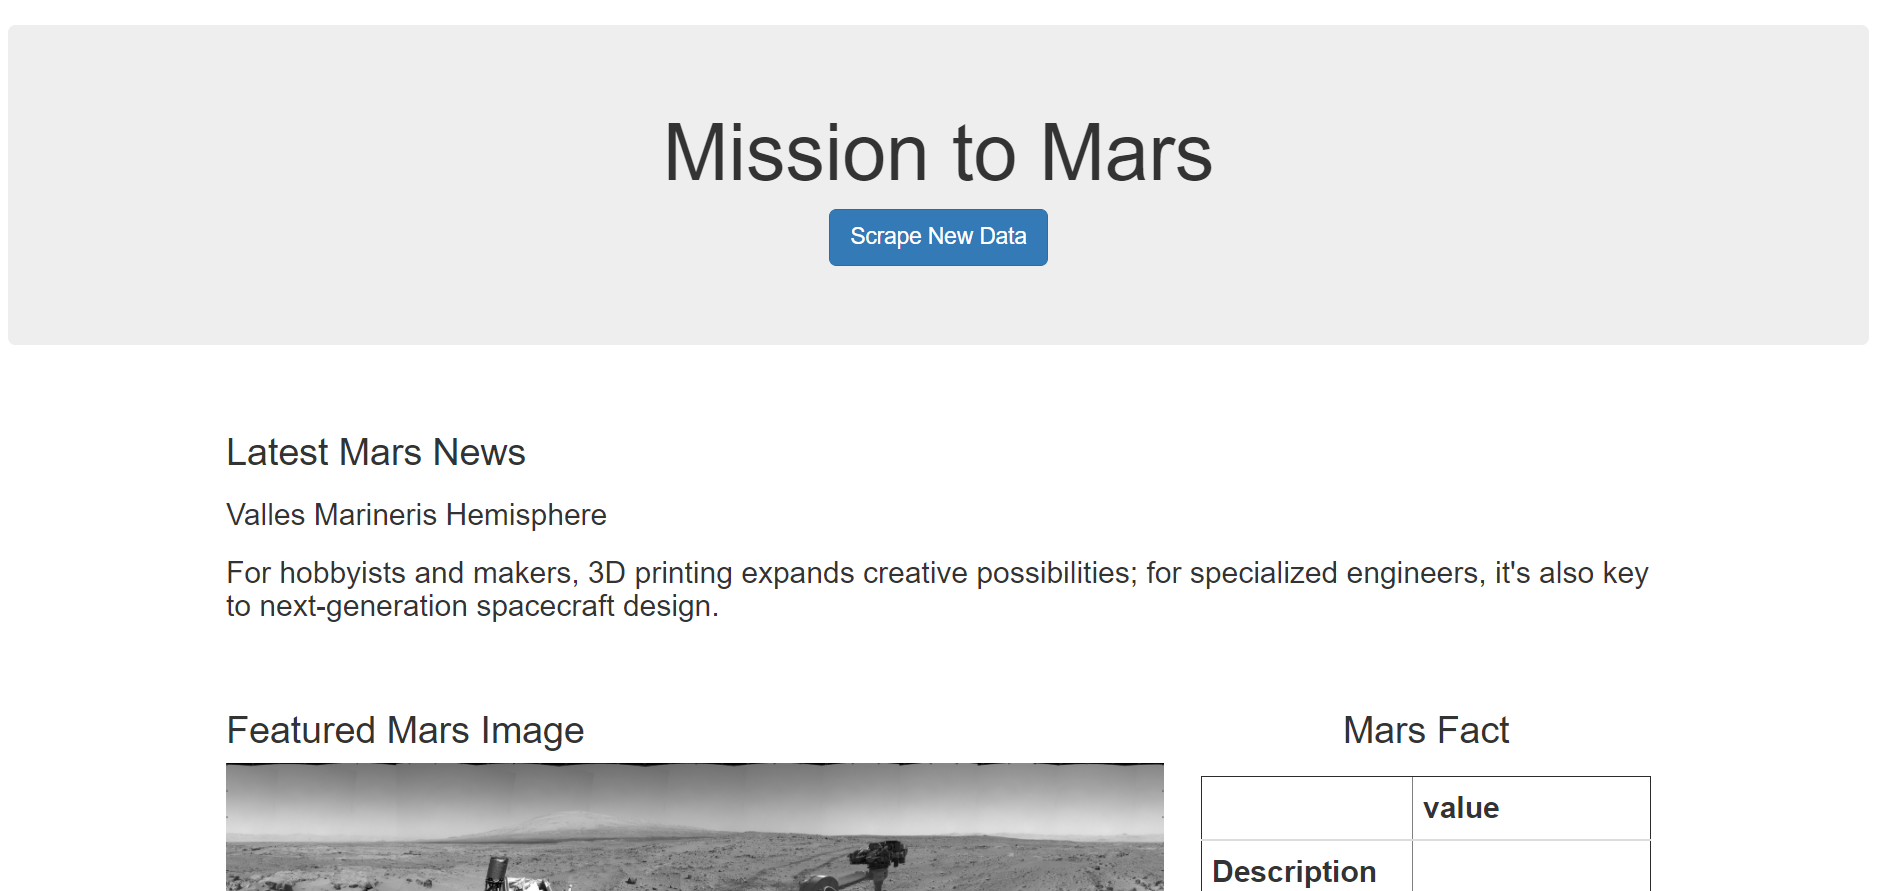 Mission to Mars
Scrape New Data
Latest Mars News
Valles Marineris Hemisphere
For hobbyists and makers, 3D printing expands creative possibilities; for specialized engineers, it's also key
to next-generation spacecraft design.
Featured Mars Image
Mars Fact
value
Description